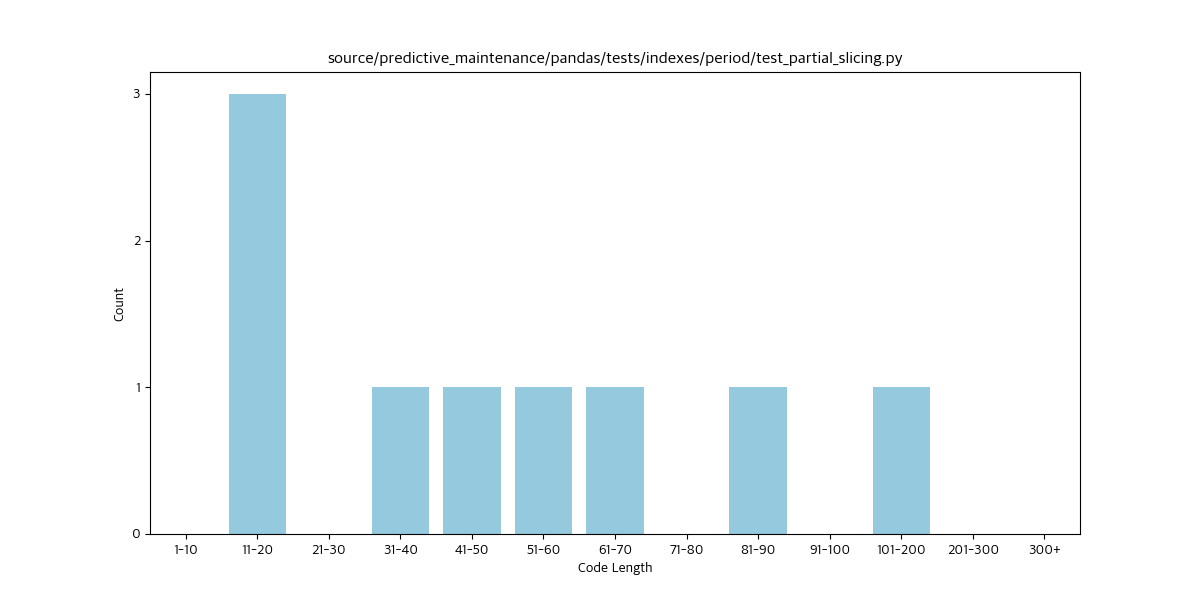 source/predictive_maintenance/pandas/tests/indexes/period/test_partial_slicing.py
3
2
1
0
Count
1-10 11-20 21-30 31-40 41-50 51-60 61-70 71-80 81-90 91-100 101-200 201-300 300+
Code Length